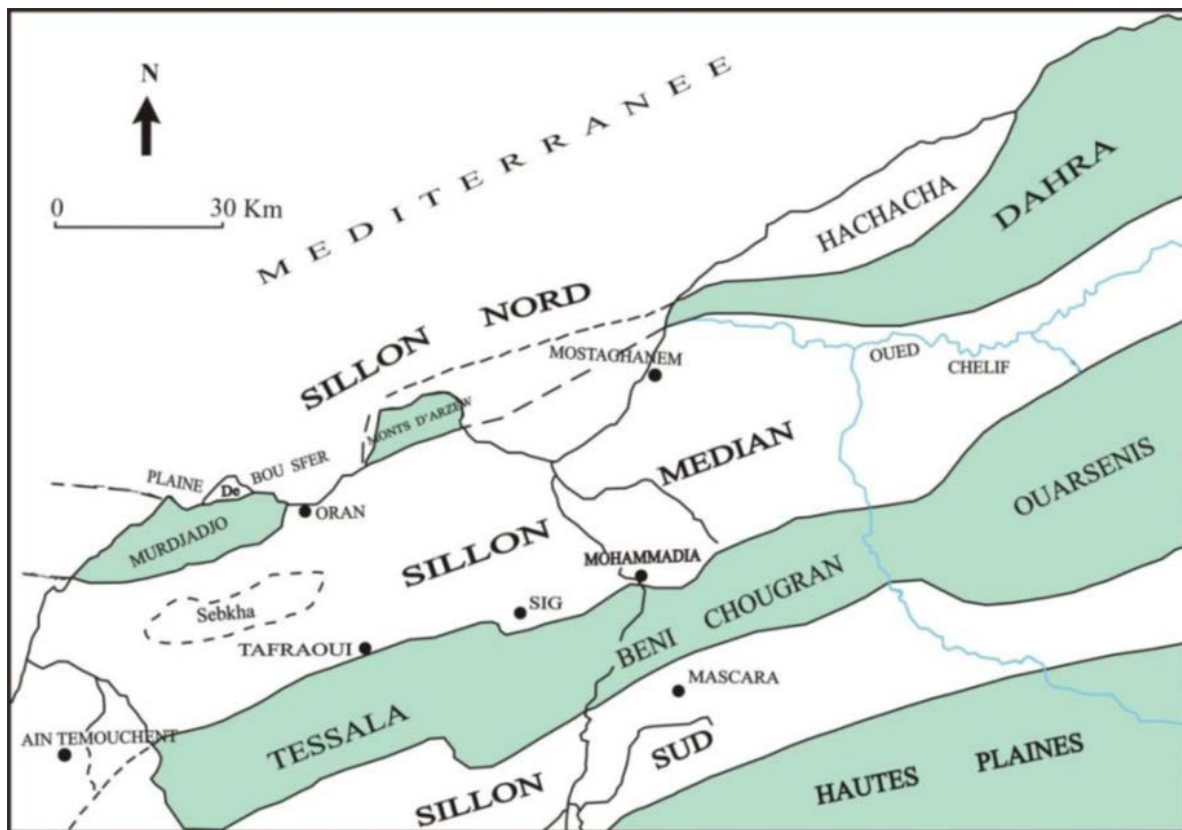 N
0 30 Km
MEDITERRANEE
HACHACHA
DAHRA
SILLON NORD
MOSTAGHANEM
OUED
CHELIF
MONTS D'ARZEW
MEDIAN
PLAINE De BOU SFER
ORAN
OUARSENIS
MURDJADJO
SILLON
MOHAMMADIA
Sebkha
SIG
BENI CHOUGRAN
TAFRAOUI
MASCARA
TESSALA
AIN TEMOUCHENT
SUD
SILLON
HAUTES PLAINES